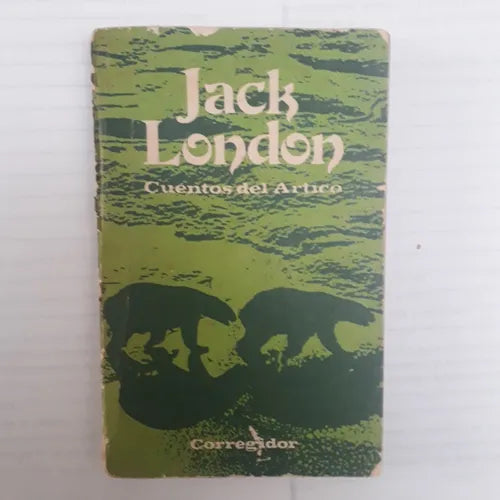 Jack
London
Cuentos del Artico
Corregidor